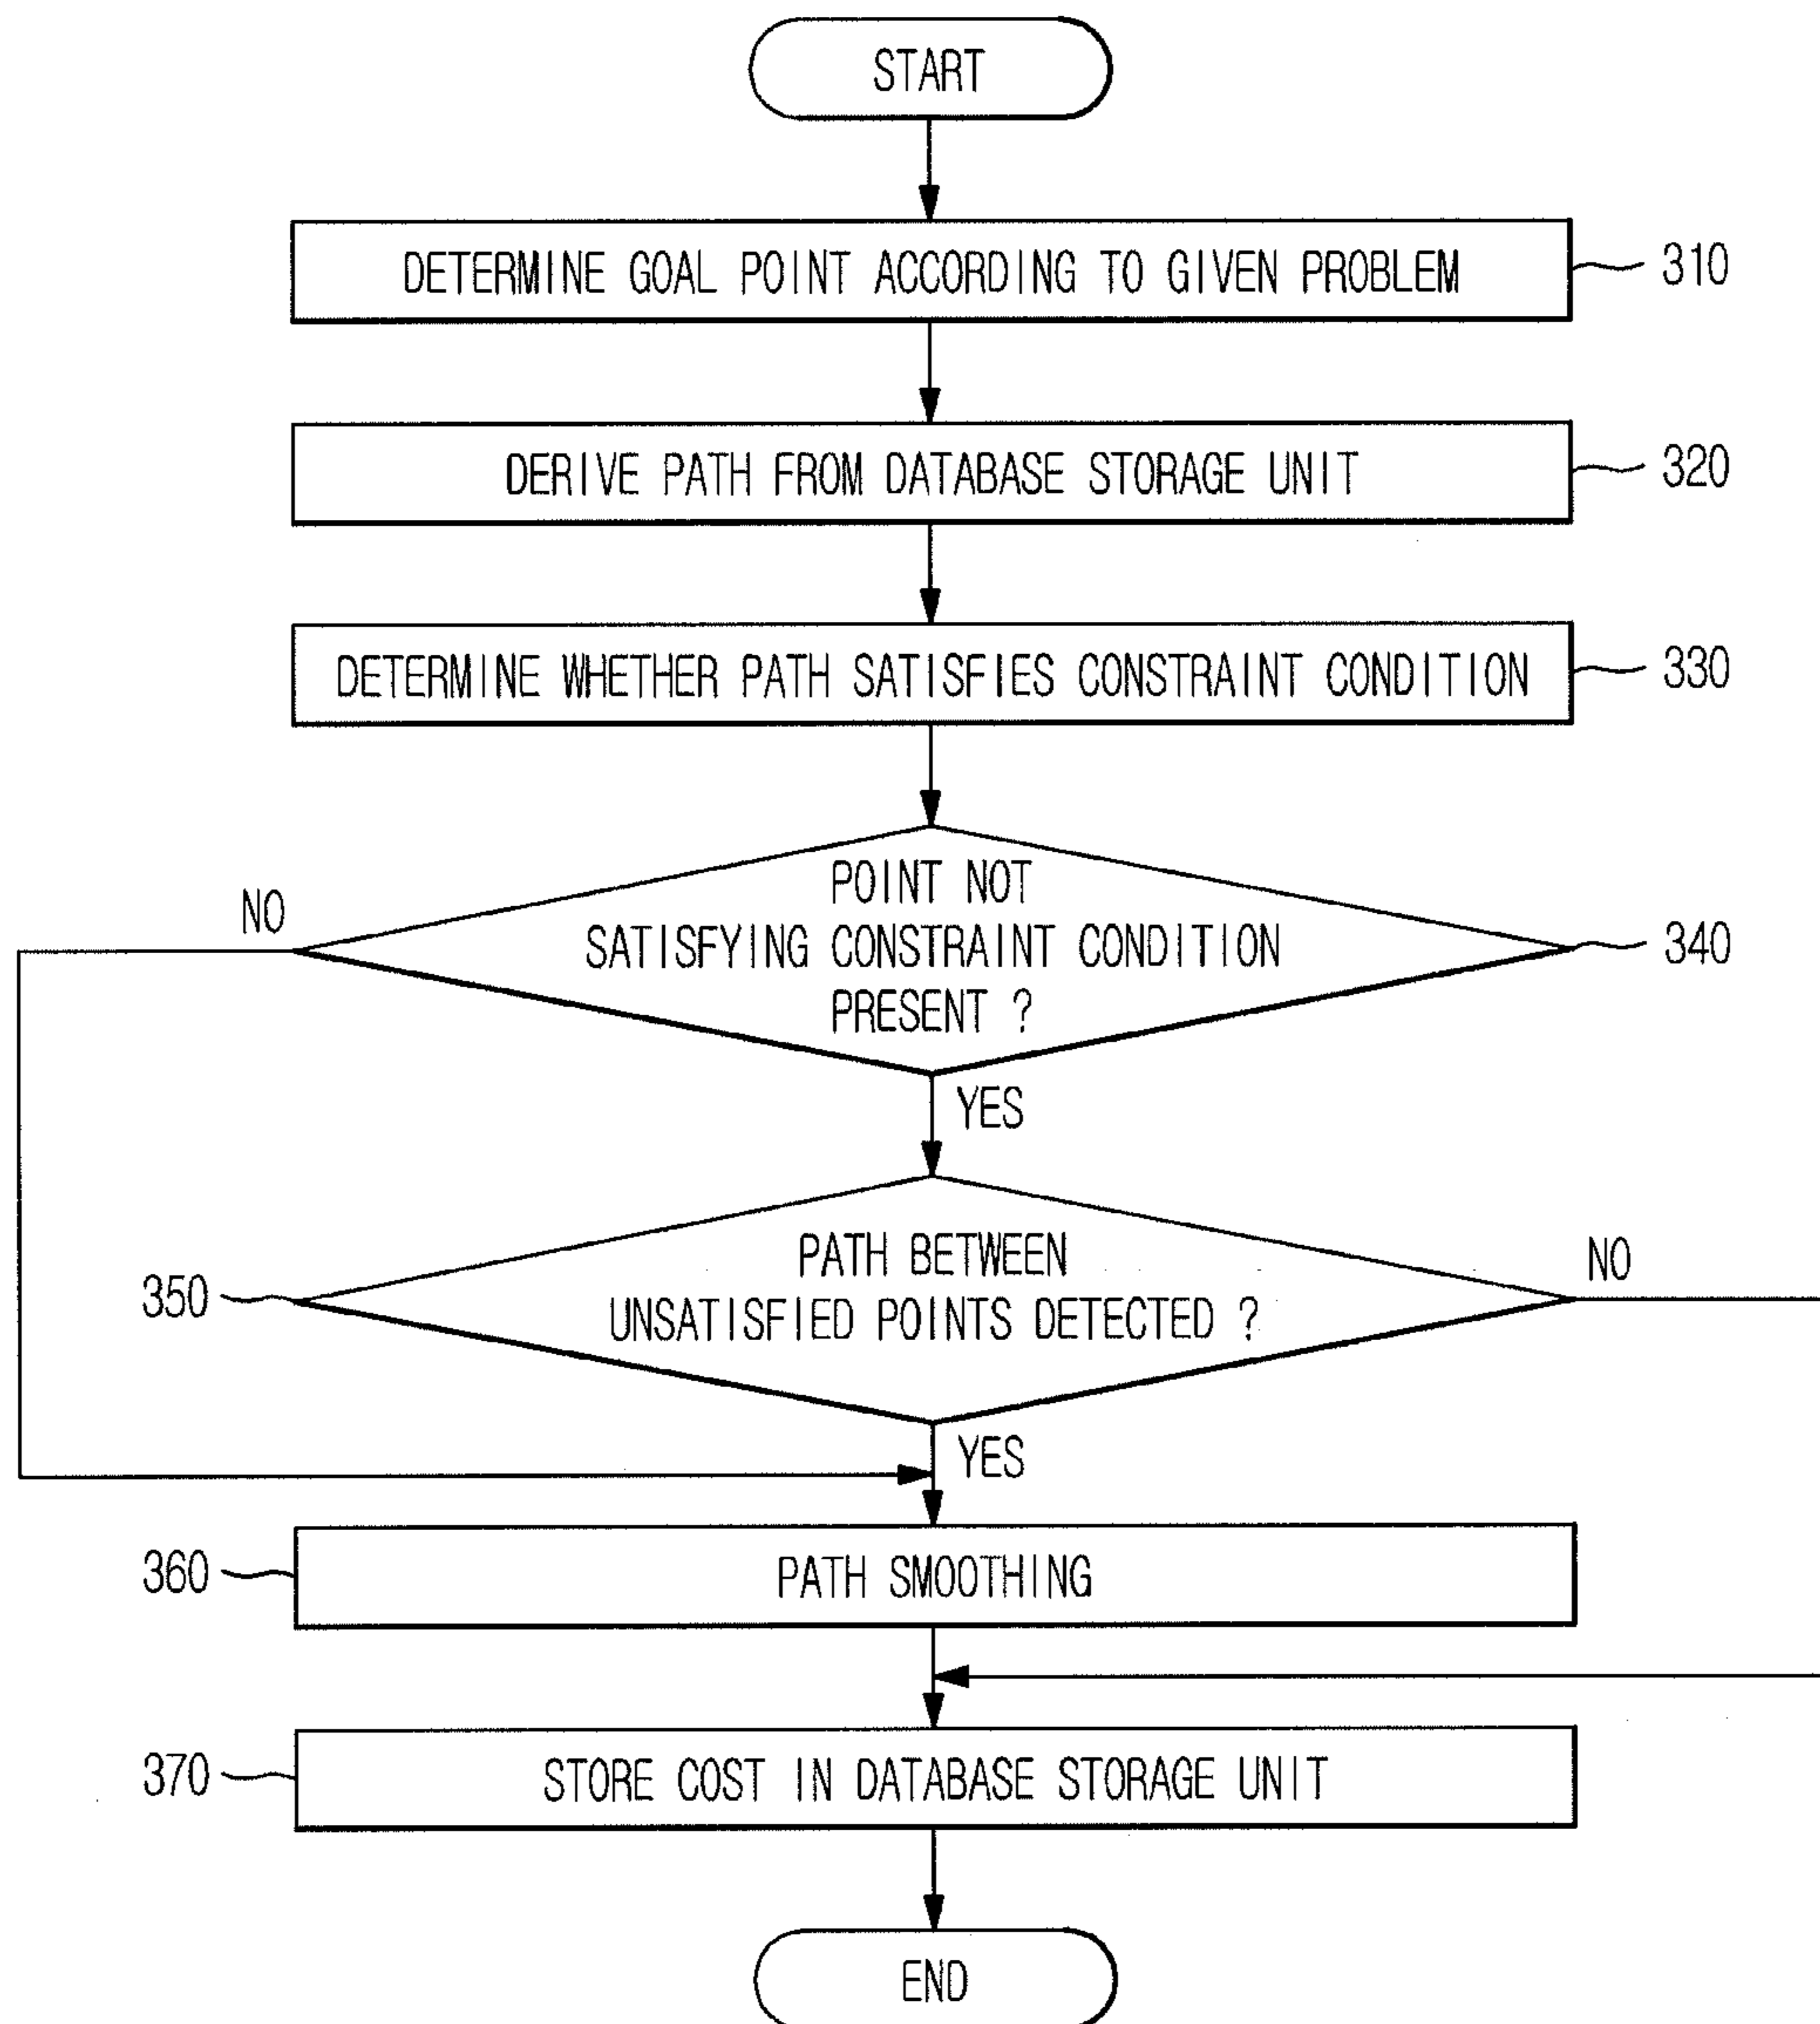 START
DETERMINE GOAL POINT ACCORDING TO GIVEN PROBLEM
310
DERIVE PATH FROM DATABASE STORAGE UNIT
320
DETERMINE WHETHER PATH SATISFIES CONSTRAINT CONDITION
330
NO
POINT NOT
SATISFYING CONSTRAINT CONDITION
PRESENT ?
340
YES
PATH BETWEEN
UNSATISFIED POINTS DETECTED ?
350
NO
YES
360
PATH SMOOTHING
370
STORE COST IN DATABASE STORAGE UNIT
END